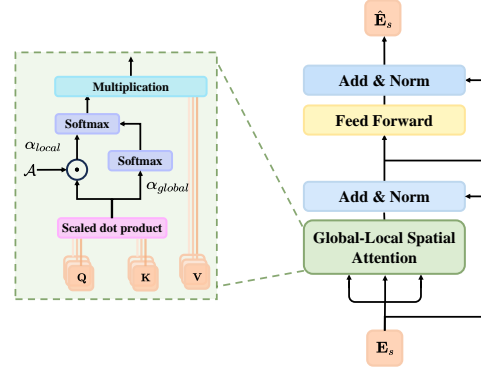 Multiplication
Softmax
α_local
Softmax
𝒜
α_global
Scaled dot product
Q
K
V
Ê_s
Add & Norm
Feed Forward
Add & Norm
Global-Local Spatial
Attention
E_s